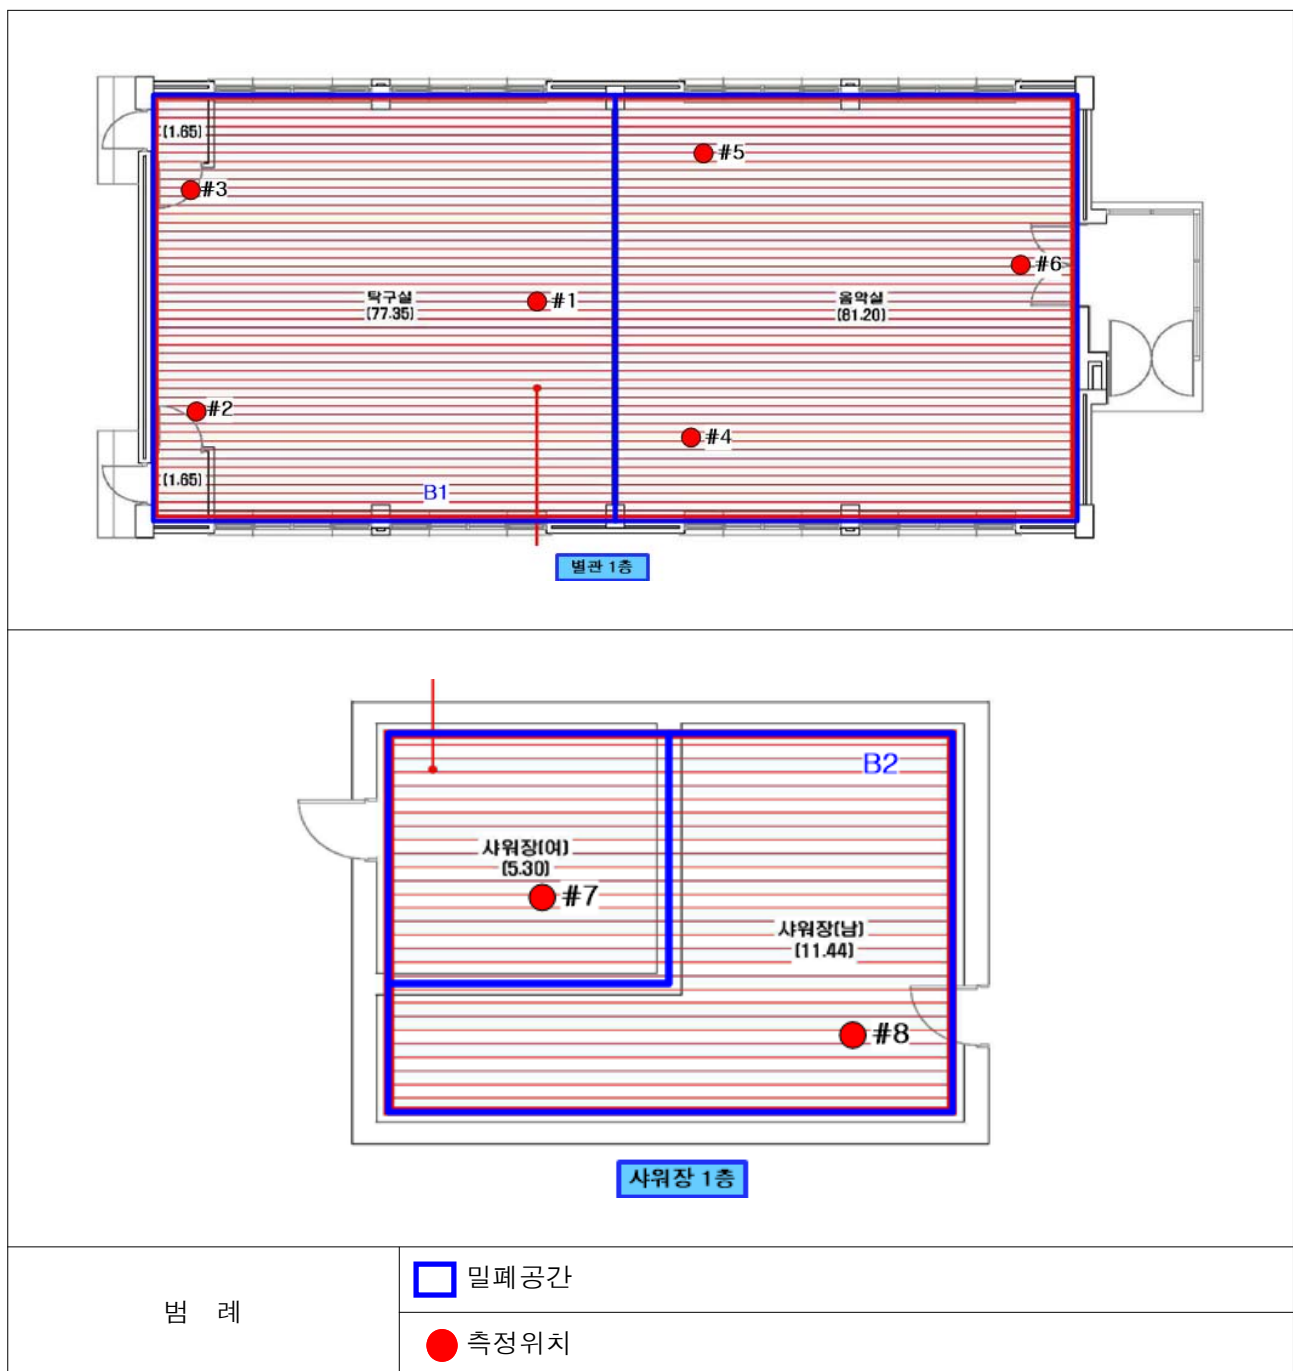 (1.65)
#5
#3
#6
탁구실
(77.35)
#1
음악실
(81.20)
#2
#4
(1.65)
B1
별관 1층
B2
샤워장(여)
(5.30)
#7
샤워장(남)
(11.44)
#8
샤워장 1층
범 례
밀폐공간
측정위치